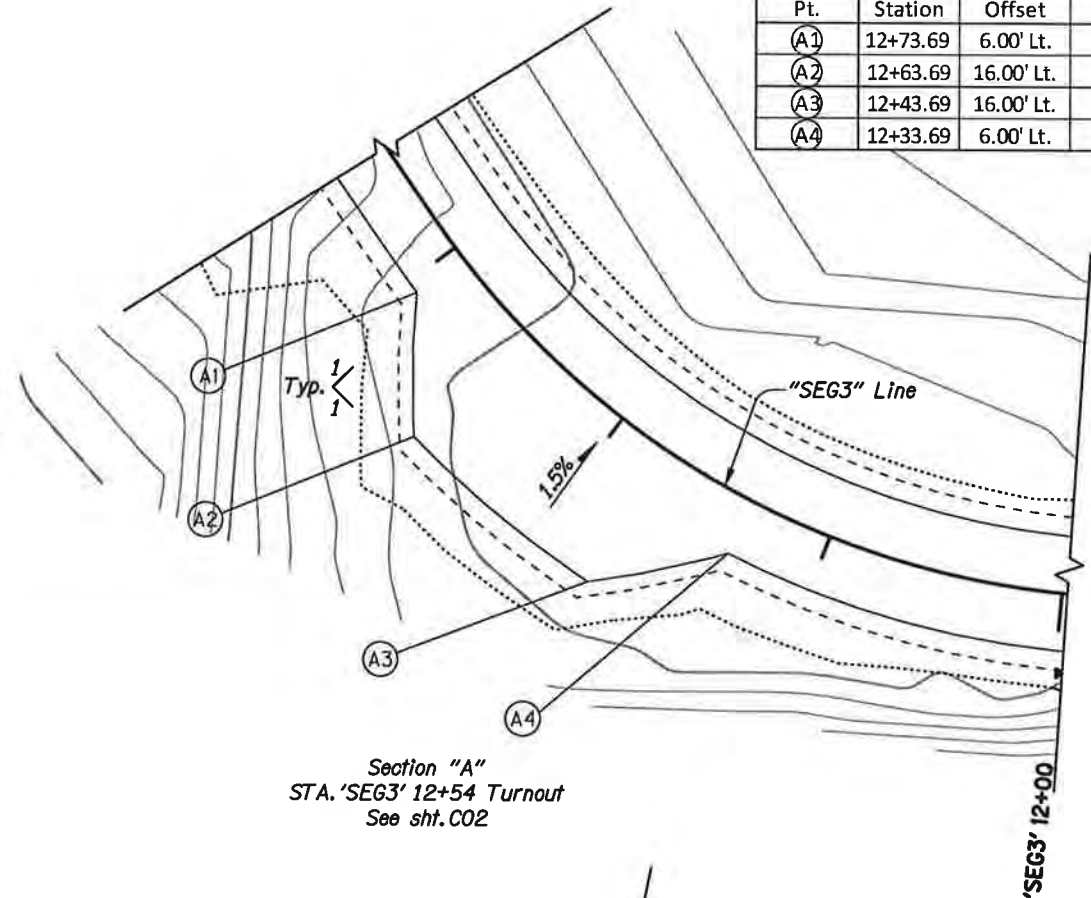 Pt. Station Offset
A1 12+73.69 6.00' Lt.
A2 12+63.69 16.00' Lt.
A3 12+43.69 16.00' Lt.
A4 12+33.69 6.00' Lt.
A1
Typ. 1
1
"SEG3" Line
1.5%
A2
A3
A4
Section "A"
STA. 'SEG3' 12+54 Turnout
See sht. C02
'SEG3' 12+00